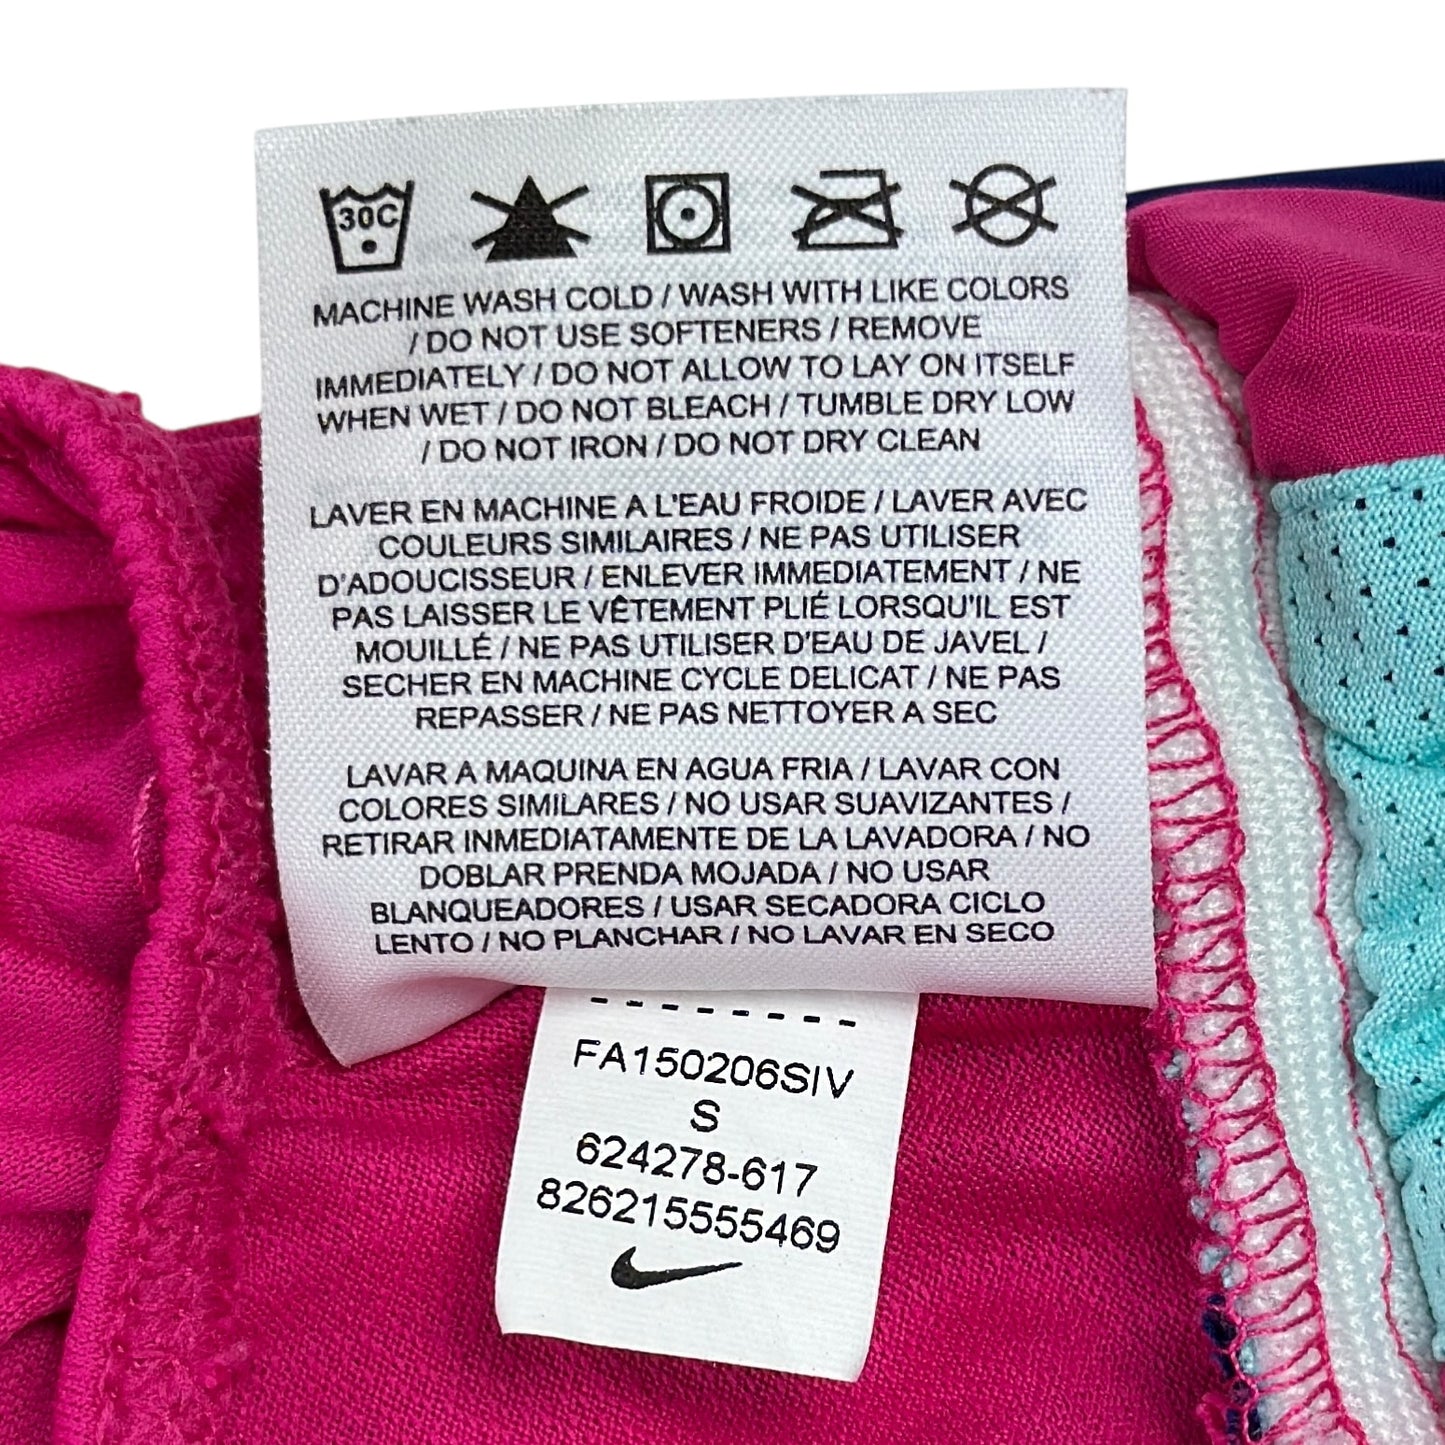 30C
MACHINE WASH COLD / WASH WITH LIKE COLORS
/ DO NOT USE SOFTENERS / REMOVE
IMMEDIATELY / DO NOT ALLOW TO LAY ON ITSELF
WHEN WET / DO NOT BLEACH / TUMBLE DRY LOW
/ DO NOT IRON / DO NOT DRY CLEAN
LAVER EN MACHINE A L'EAU FROIDE / LAVER AVEC
COULEURS SIMILAIRES / NE PAS UTILISER
D'ADOUCISSEUR / ENLEVER IMMEDIATEMENT / NE
PAS LAISSER LE VÊTEMENT PLIÉ LORSQU'IL EST
MOUILLÉ / NE PAS UTILISER D'EAU DE JAVEL /
SECHER EN MACHINE CYCLE DELICAT / NE PAS
REPASSER / NE PAS NETTOYER A SEC
LAVAR A MAQUINA EN AGUA FRIA / LAVAR CON
COLORES SIMILARES / NO USAR SUAVIZANTES /
RETIRAR INMEDIATAMENTE DE LA LAVADORA / NO
DOBLAR PRENDA MOJADA / NO USAR
BLANQUEADORES / USAR SECADORA CICLO
LENTO / NO PLANCHAR / NO LAVAR EN SECO
FA150206SIV
S
624278-617
826215555469